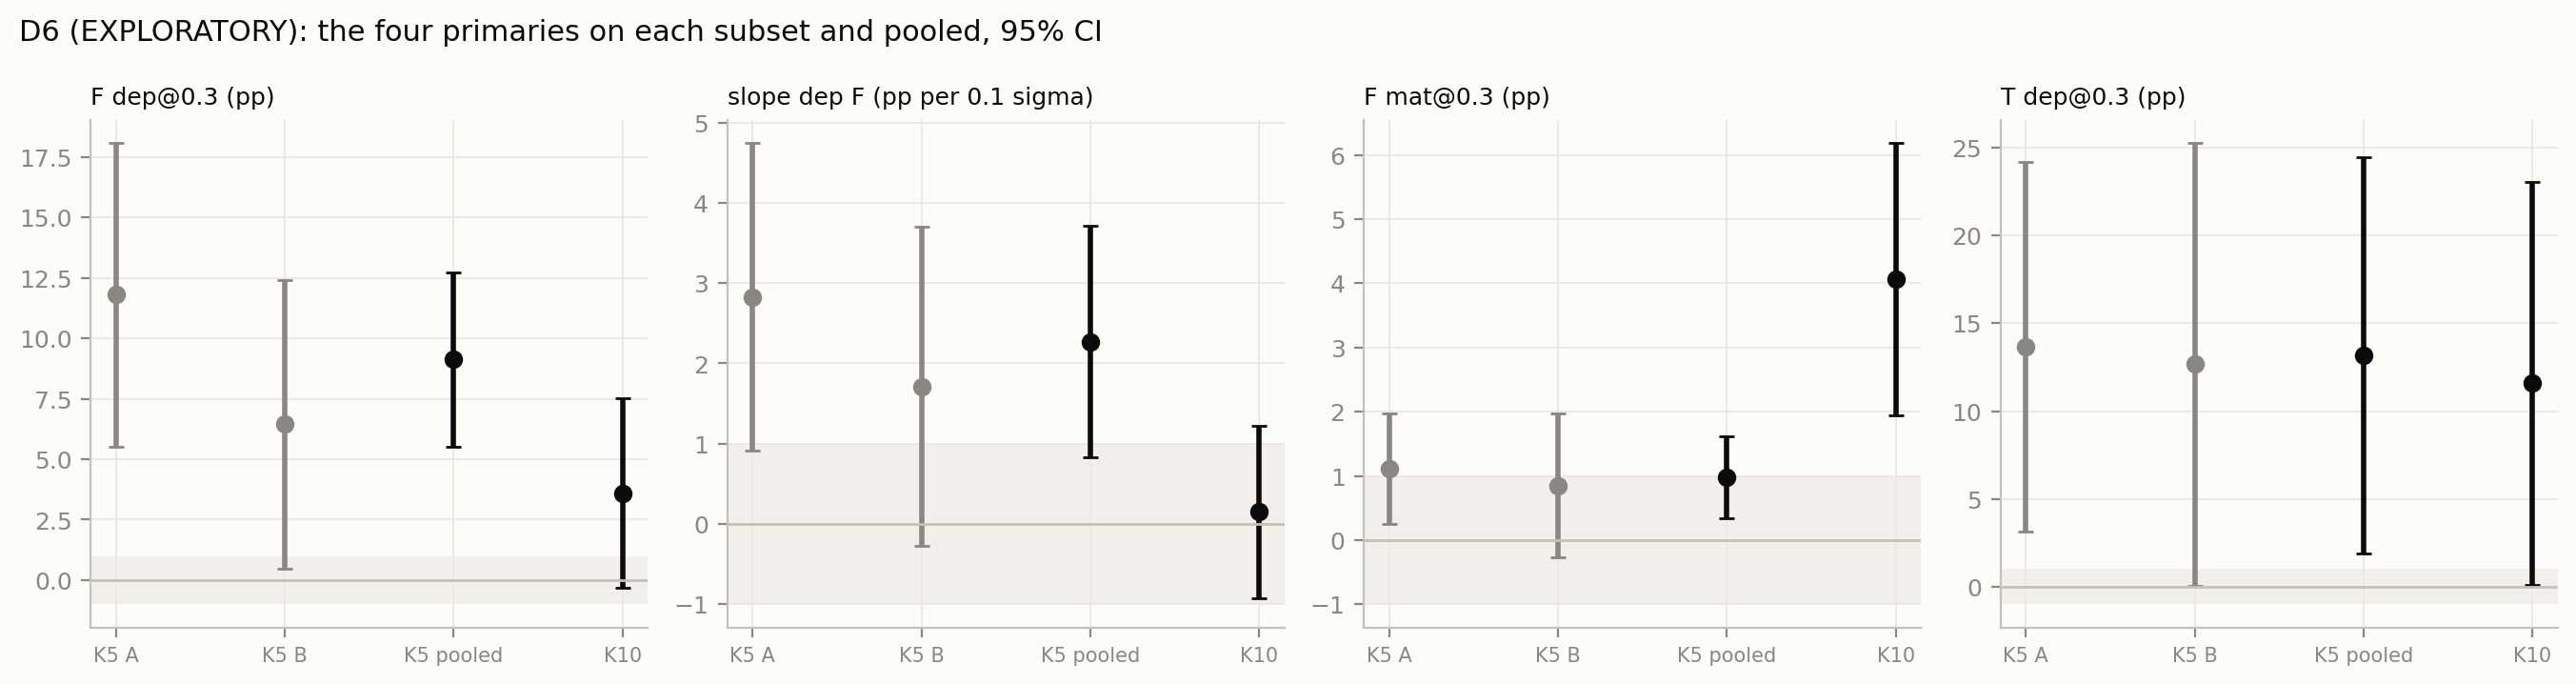 D6 (EXPLORATORY): the four primaries on each subset and pooled, 95% CI
F dep@0.3 (pp)
17.5
15.0
12.5
10.0
7.5
5.0
2.5
0.0
K5 A
K5 B
K5 pooled
K10
slope dep F (pp per 0.1 sigma)
5
4
3
2
1
0
−1
K5 A
K5 B
K5 pooled
K10
F mat@0.3 (pp)
6
5
4
3
2
1
0
−1
K5 A
K5 B
K5 pooled
K10
T dep@0.3 (pp)
25
20
15
10
5
0
K5 A
K5 B
K5 pooled
K10